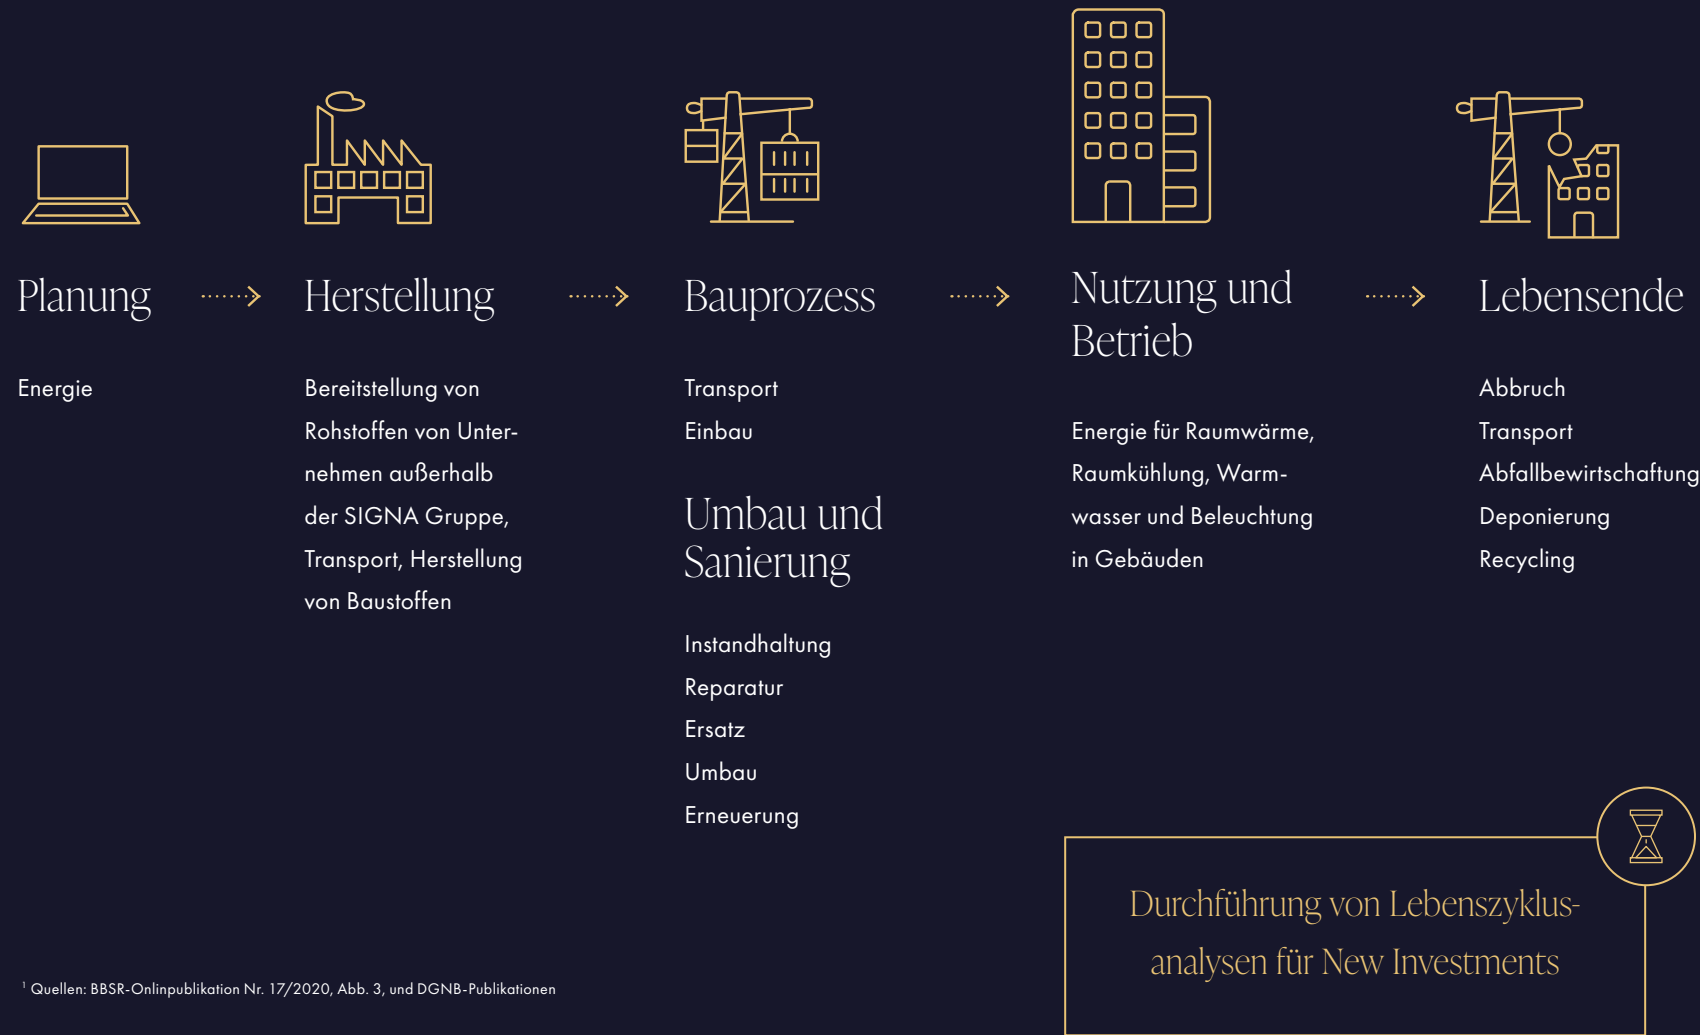 Planung
Energie
Herstellung
Bereitstellung von
Rohstoffen von Unter-
nehmen außerhalb
der SIGNA Gruppe,
Transport, Herstellung
von Baustoffen
Bauprozess
Transport
Einbau
Umbau und
Sanierung
Instandhaltung
Reparatur
Ersatz
Umbau
Erneuerung
Nutzung und
Betrieb
Energie für Raumwärme,
Raumkühlung, Warm-
wasser und Beleuchtung
in Gebäuden
Lebensende
Abbruch
Transport
Abfallbewirtschaftung
Deponierung
Recycling
Durchführung von Lebenszyklus-
analysen für New Investments
¹ Quellen: BBSR-Onlinpublikation Nr. 17/2020, Abb. 3, und DGNB-Publikationen